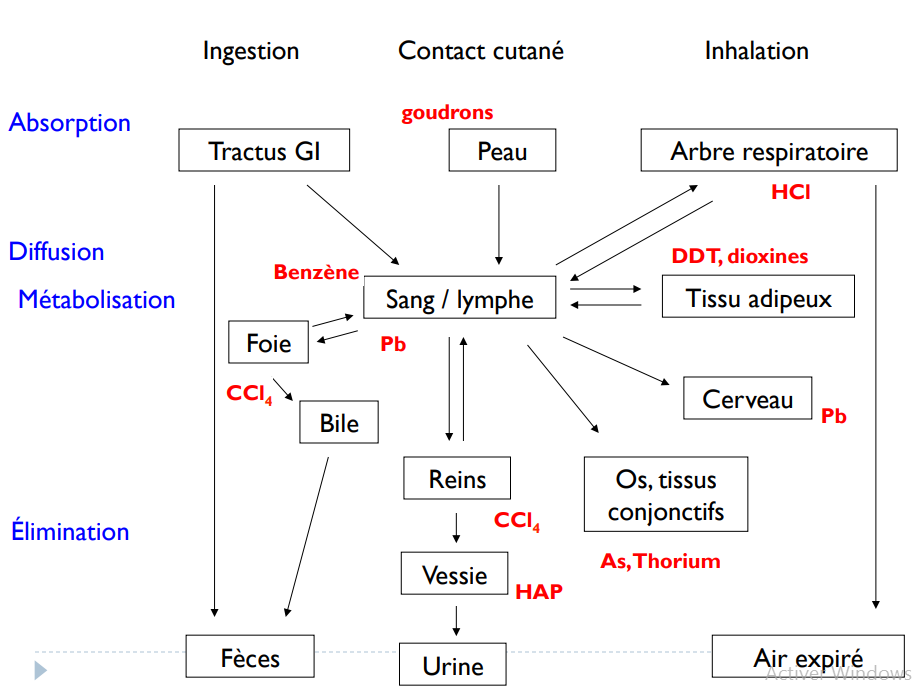 Ingestion
Contact cutané
Inhalation
Absorption
goudrons
Tractus GI
Peau
Arbre respiratoire
HCl
Diffusion
DDT, dioxines
Benzène
Métabolisation
Sang / lymphe
Tissu adipeux
Foie
Pb
CCl4
Cerveau
Pb
Bile
Reins
Os, tissus
conjonctifs
CCl4
Élimination
As, Thorium
Vessie
HAP
Fèces
Urine
Air expiré
Activer Windows